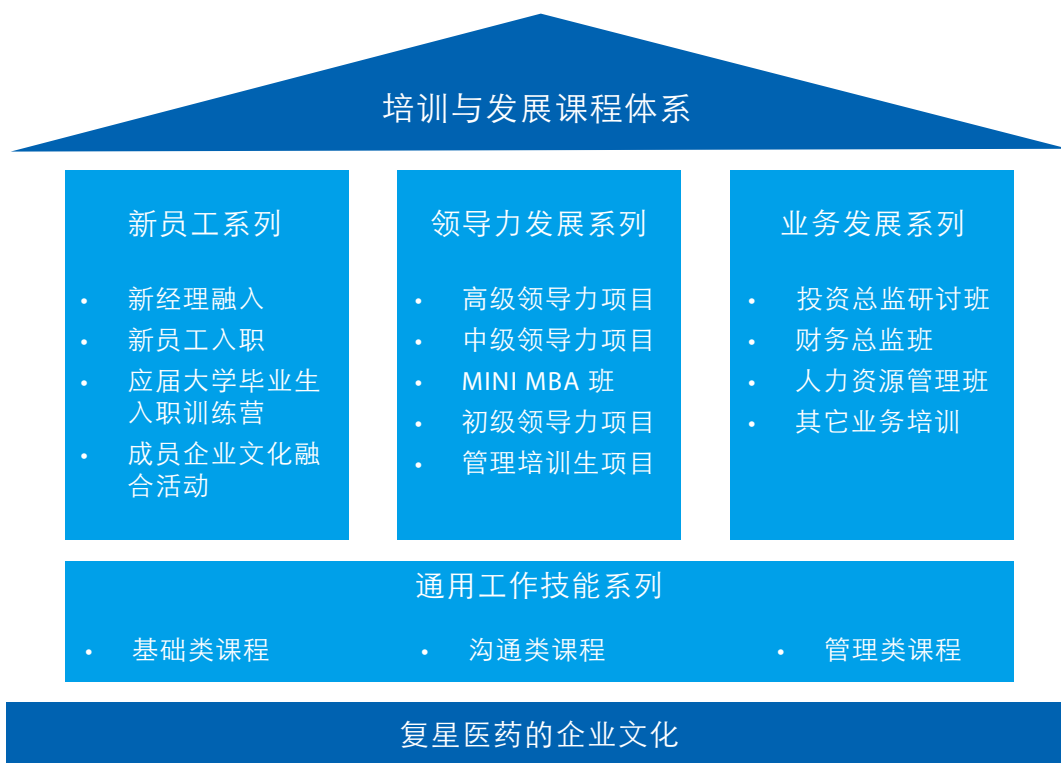 培训与发展课程体系
新员工系列
• 新经理融入
• 新员工入职
• 应届大学毕业生
入职训练营
• 成员企业文化融
合活动
领导力发展系列
• 高级领导力项目
• 中级领导力项目
• MINI MBA 班
• 初级领导力项目
• 管理培训生项目
业务发展系列
• 投资总监研讨班
• 财务总监班
• 人力资源管理班
• 其它业务培训
通用工作技能系列
• 基础类课程 • 沟通类课程 • 管理类课程
复星医药的企业文化